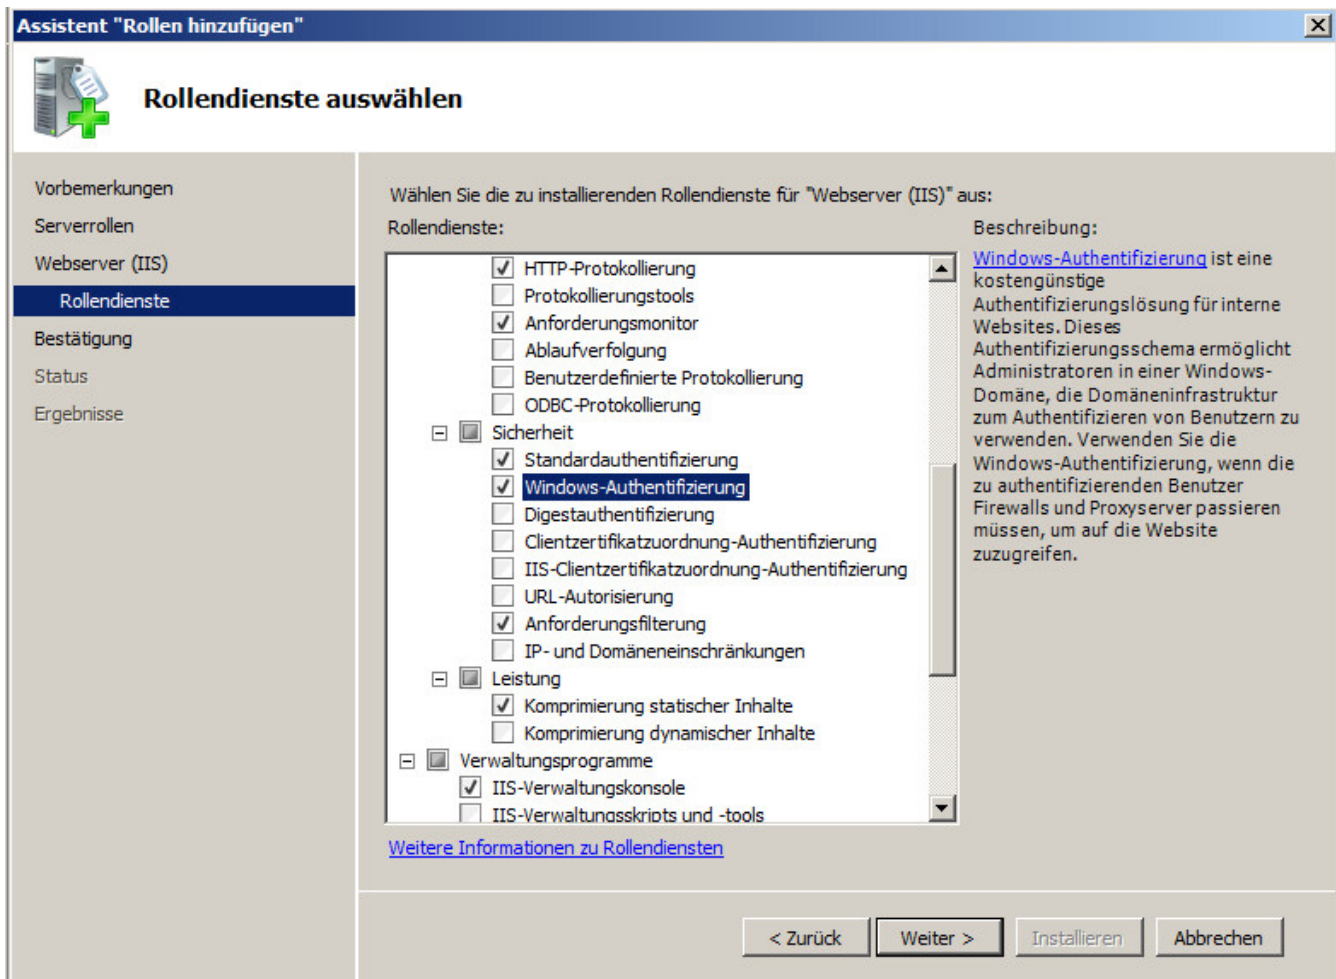 Assistent "Rollen hinzufügen"
Rollendienste auswählen
Vorbemerkungen
Serverrollen
Webserver (IIS)
Rollendienste
Bestätigung
Status
Ergebnisse
Wählen Sie die zu installierenden Rollendienste für "Webserver (IIS)" aus:
Rollendienste:
HTTP-Protokollierung
Protokollierungstools
Anforderungsmonitor
Ablaufverfolgung
Benutzerdefinierte Protokollierung
ODBC-Protokollierung
Sicherheit
Standardauthentifizierung
Windows-Authentifizierung
Digestauthentifizierung
Clientzertifikatzuordnung-Authentifizierung
IIS-Clientzertifikatzuordnung-Authentifizierung
URL-Autorisierung
Anforderungsfilterung
IP- und Domäneneinschränkungen
Leistung
Komprimierung statischer Inhalte
Komprimierung dynamischer Inhalte
Verwaltungsprogramme
IIS-Verwaltungskonsole
IIS-Verwaltungsskripts und -tools
Weitere Informationen zu Rollendiensten
Beschreibung:
Windows-Authentifizierung ist eine
kostengünstige
Authentifizierungslösung für interne
Websites. Dieses
Authentifizierungsschema ermöglicht
Administratoren in einer Windows-
Domäne, die Domäneninfrastruktur
zum Authentifizieren von Benutzern zu
verwenden. Verwenden Sie die
Windows-Authentifizierung, wenn die
zu authentifizierenden Benutzer
Firewalls und Proxyserver passieren
müssen, um auf die Website
zuzugreifen.
< Zurück
Weiter >
Installieren
Abbrechen